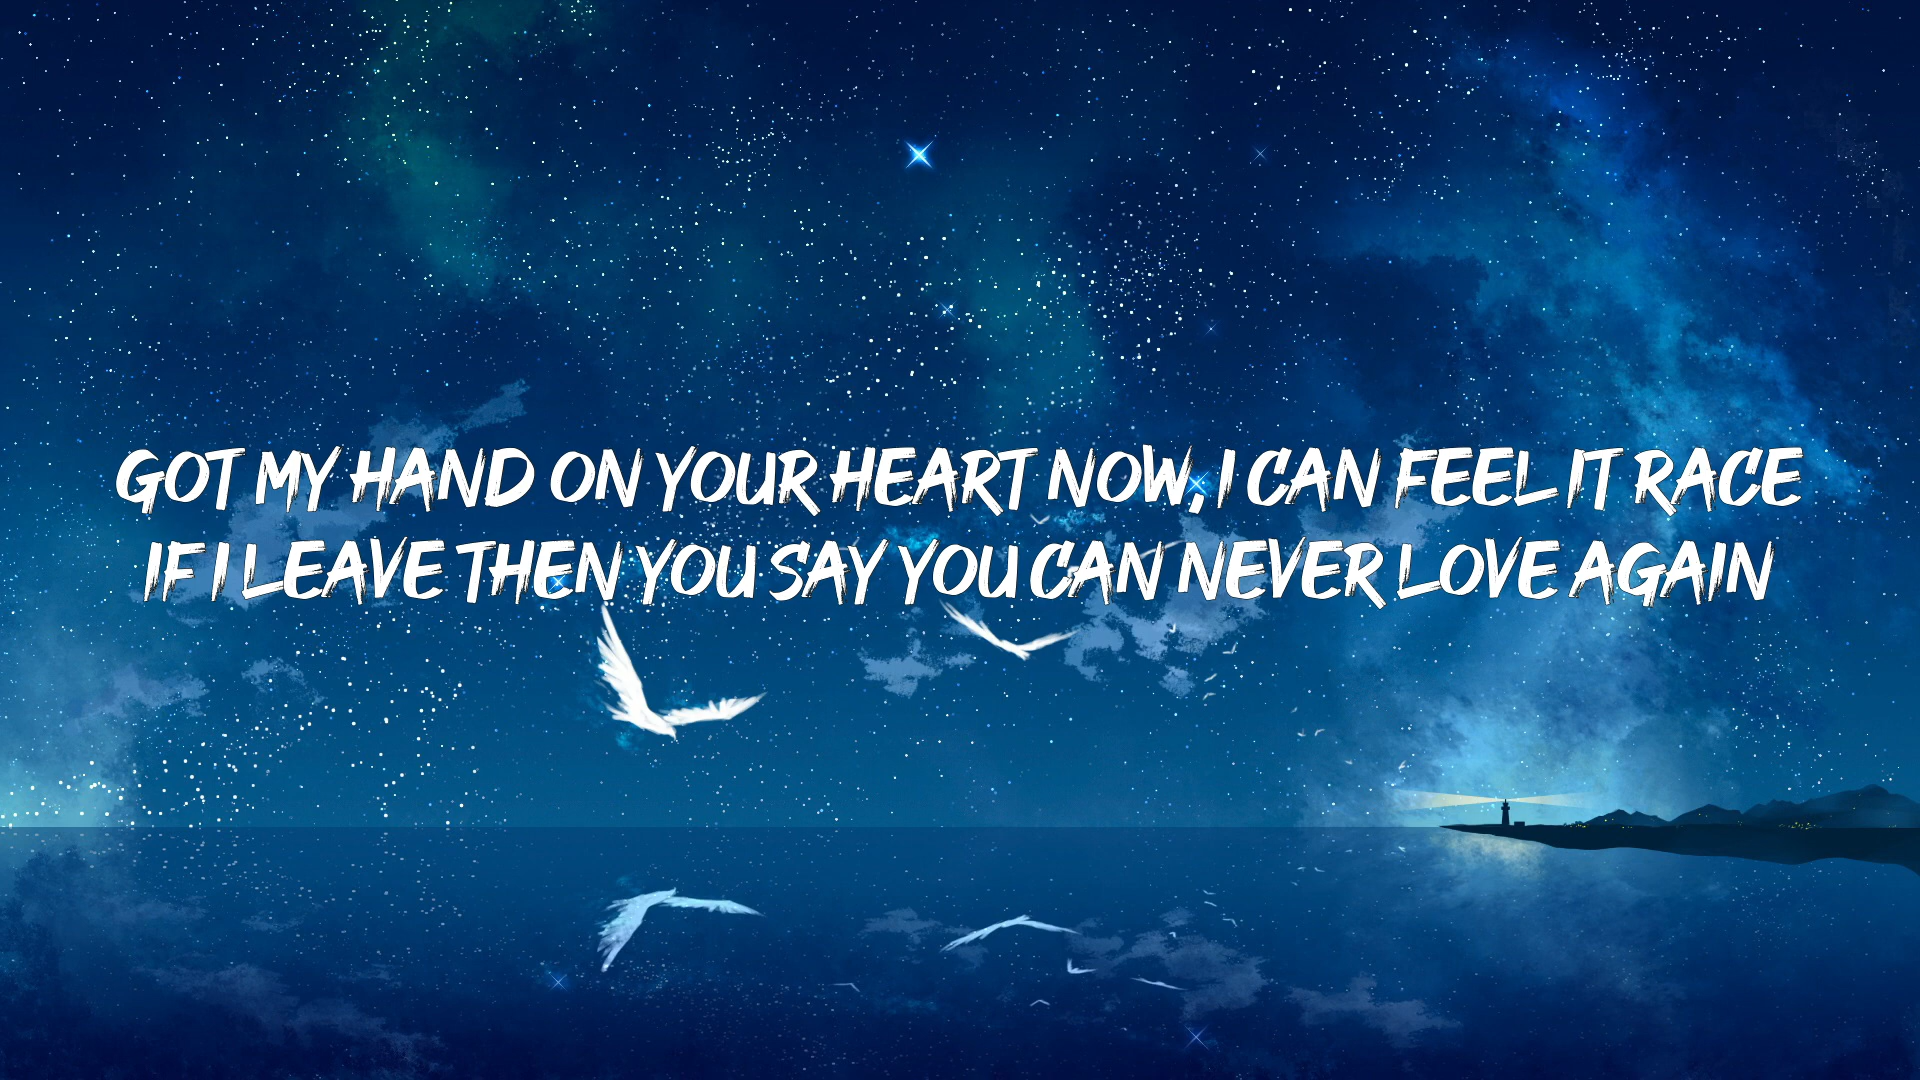 GOT MY HAND ON YOUR HEART NOW, I CAN FEEL IT RACE
IF I LEAVE THEN YOU SAY YOU CAN NEVER LOVE AGAIN